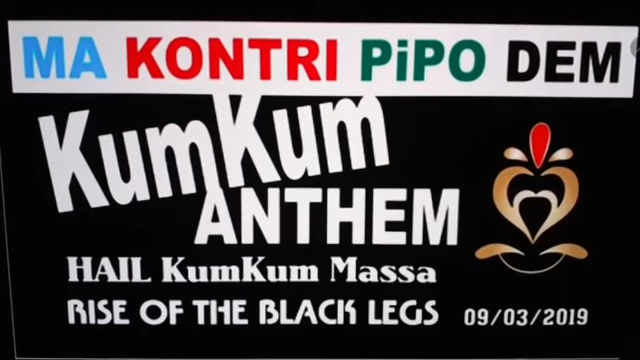 MA KONTRI PiPO DEM
KumKum
ANTHEM
HAIL KumKum Massa
RISE OF THE BLACK LEGS 09/03/2019